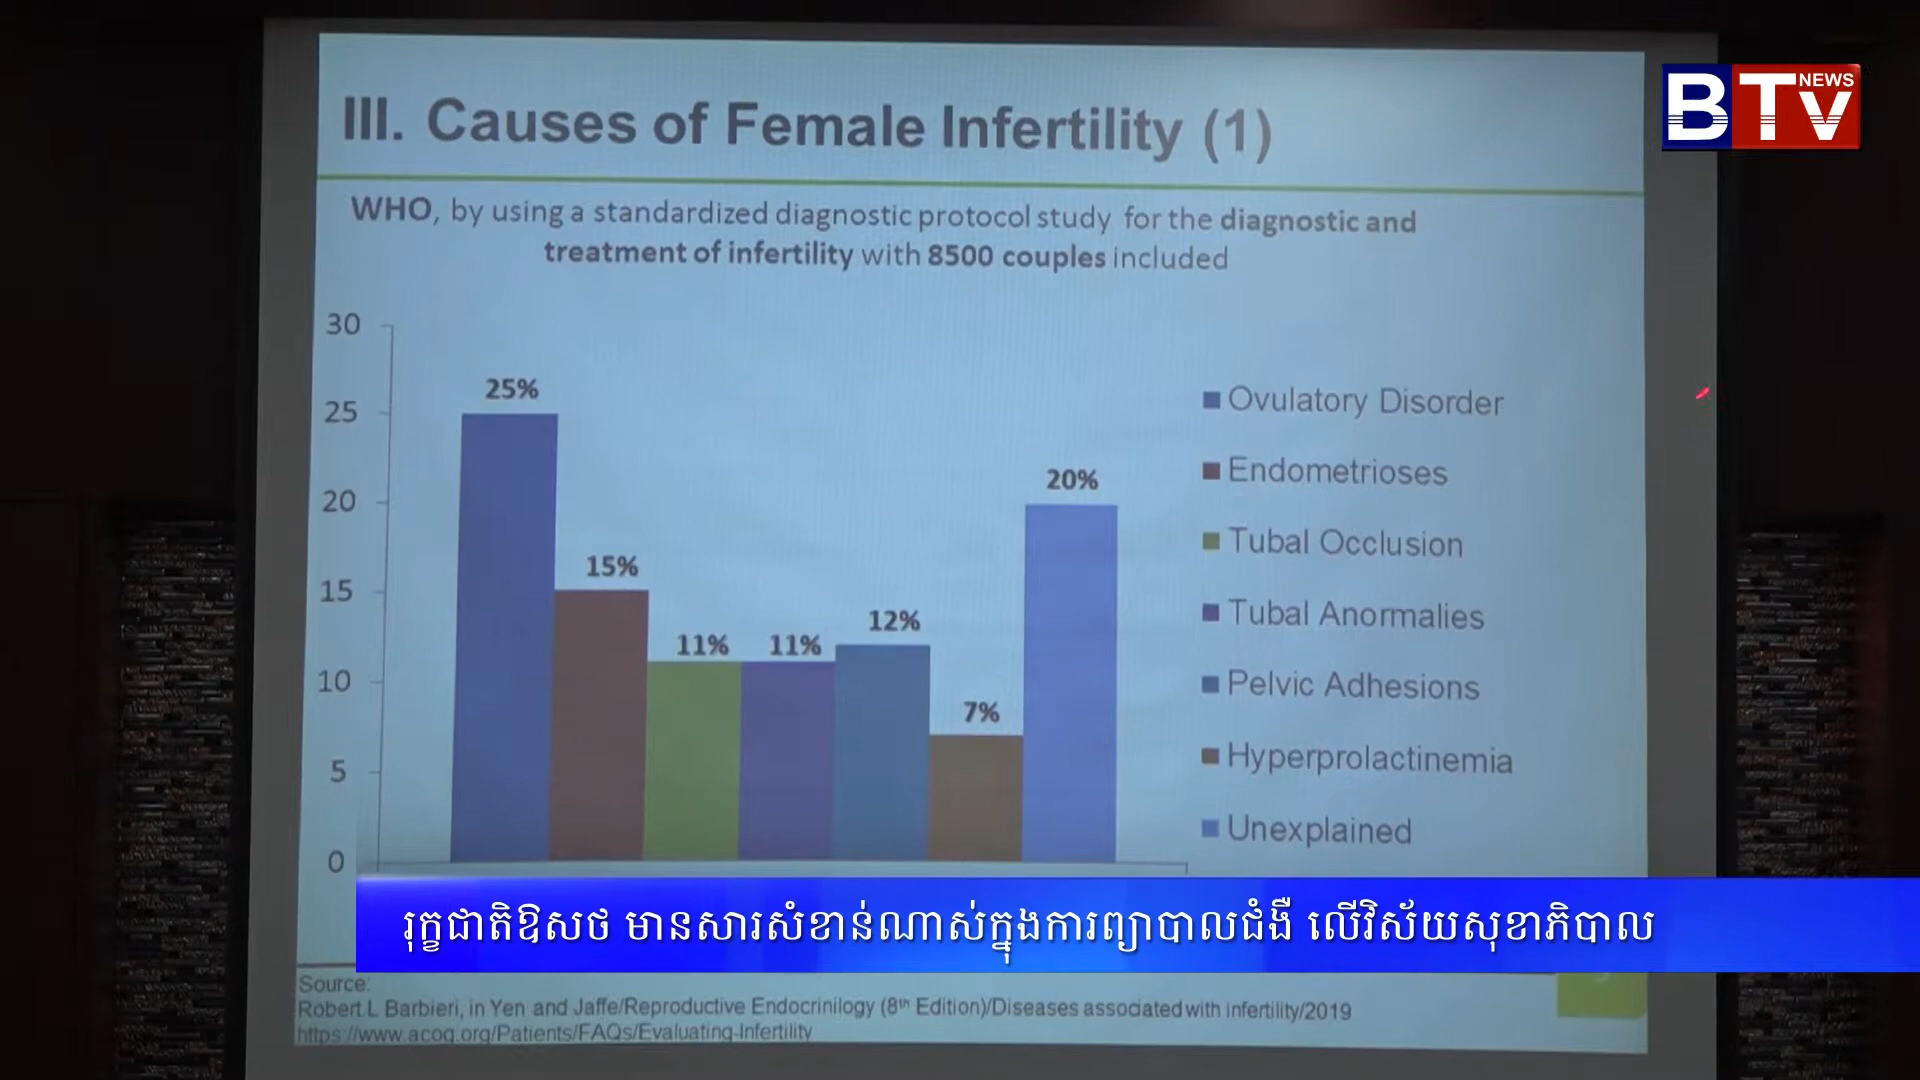 BTV NEWS
III. Causes of Female Infertility (1)
WHO, by using a standardized diagnostic protocol study for the diagnostic and
treatment of infertility with 8500 couples included
30
25
20
15
10
5
0
25%
15%
11%
11%
12%
7%
20%
Ovulatory Disorder
Endometrioses
Tubal Occlusion
Tubal Anormalies
Pelvic Adhesions
Hyperprolactinemia
Unexplained
រុក្ខជាតិឱសថ មានសារសំខាន់ណាស់ក្នុងការព្យាបាលជំងឺ លើវិស័យសុខាភិបាល
Source:
Robert L Barbieri, in Yen and Jaffe/Reproductive Endocrinilogy (8th Edition)/Diseases associated with infertility/2019
https://www.acog.org/Patients/FAQs/Evaluating-Infertility